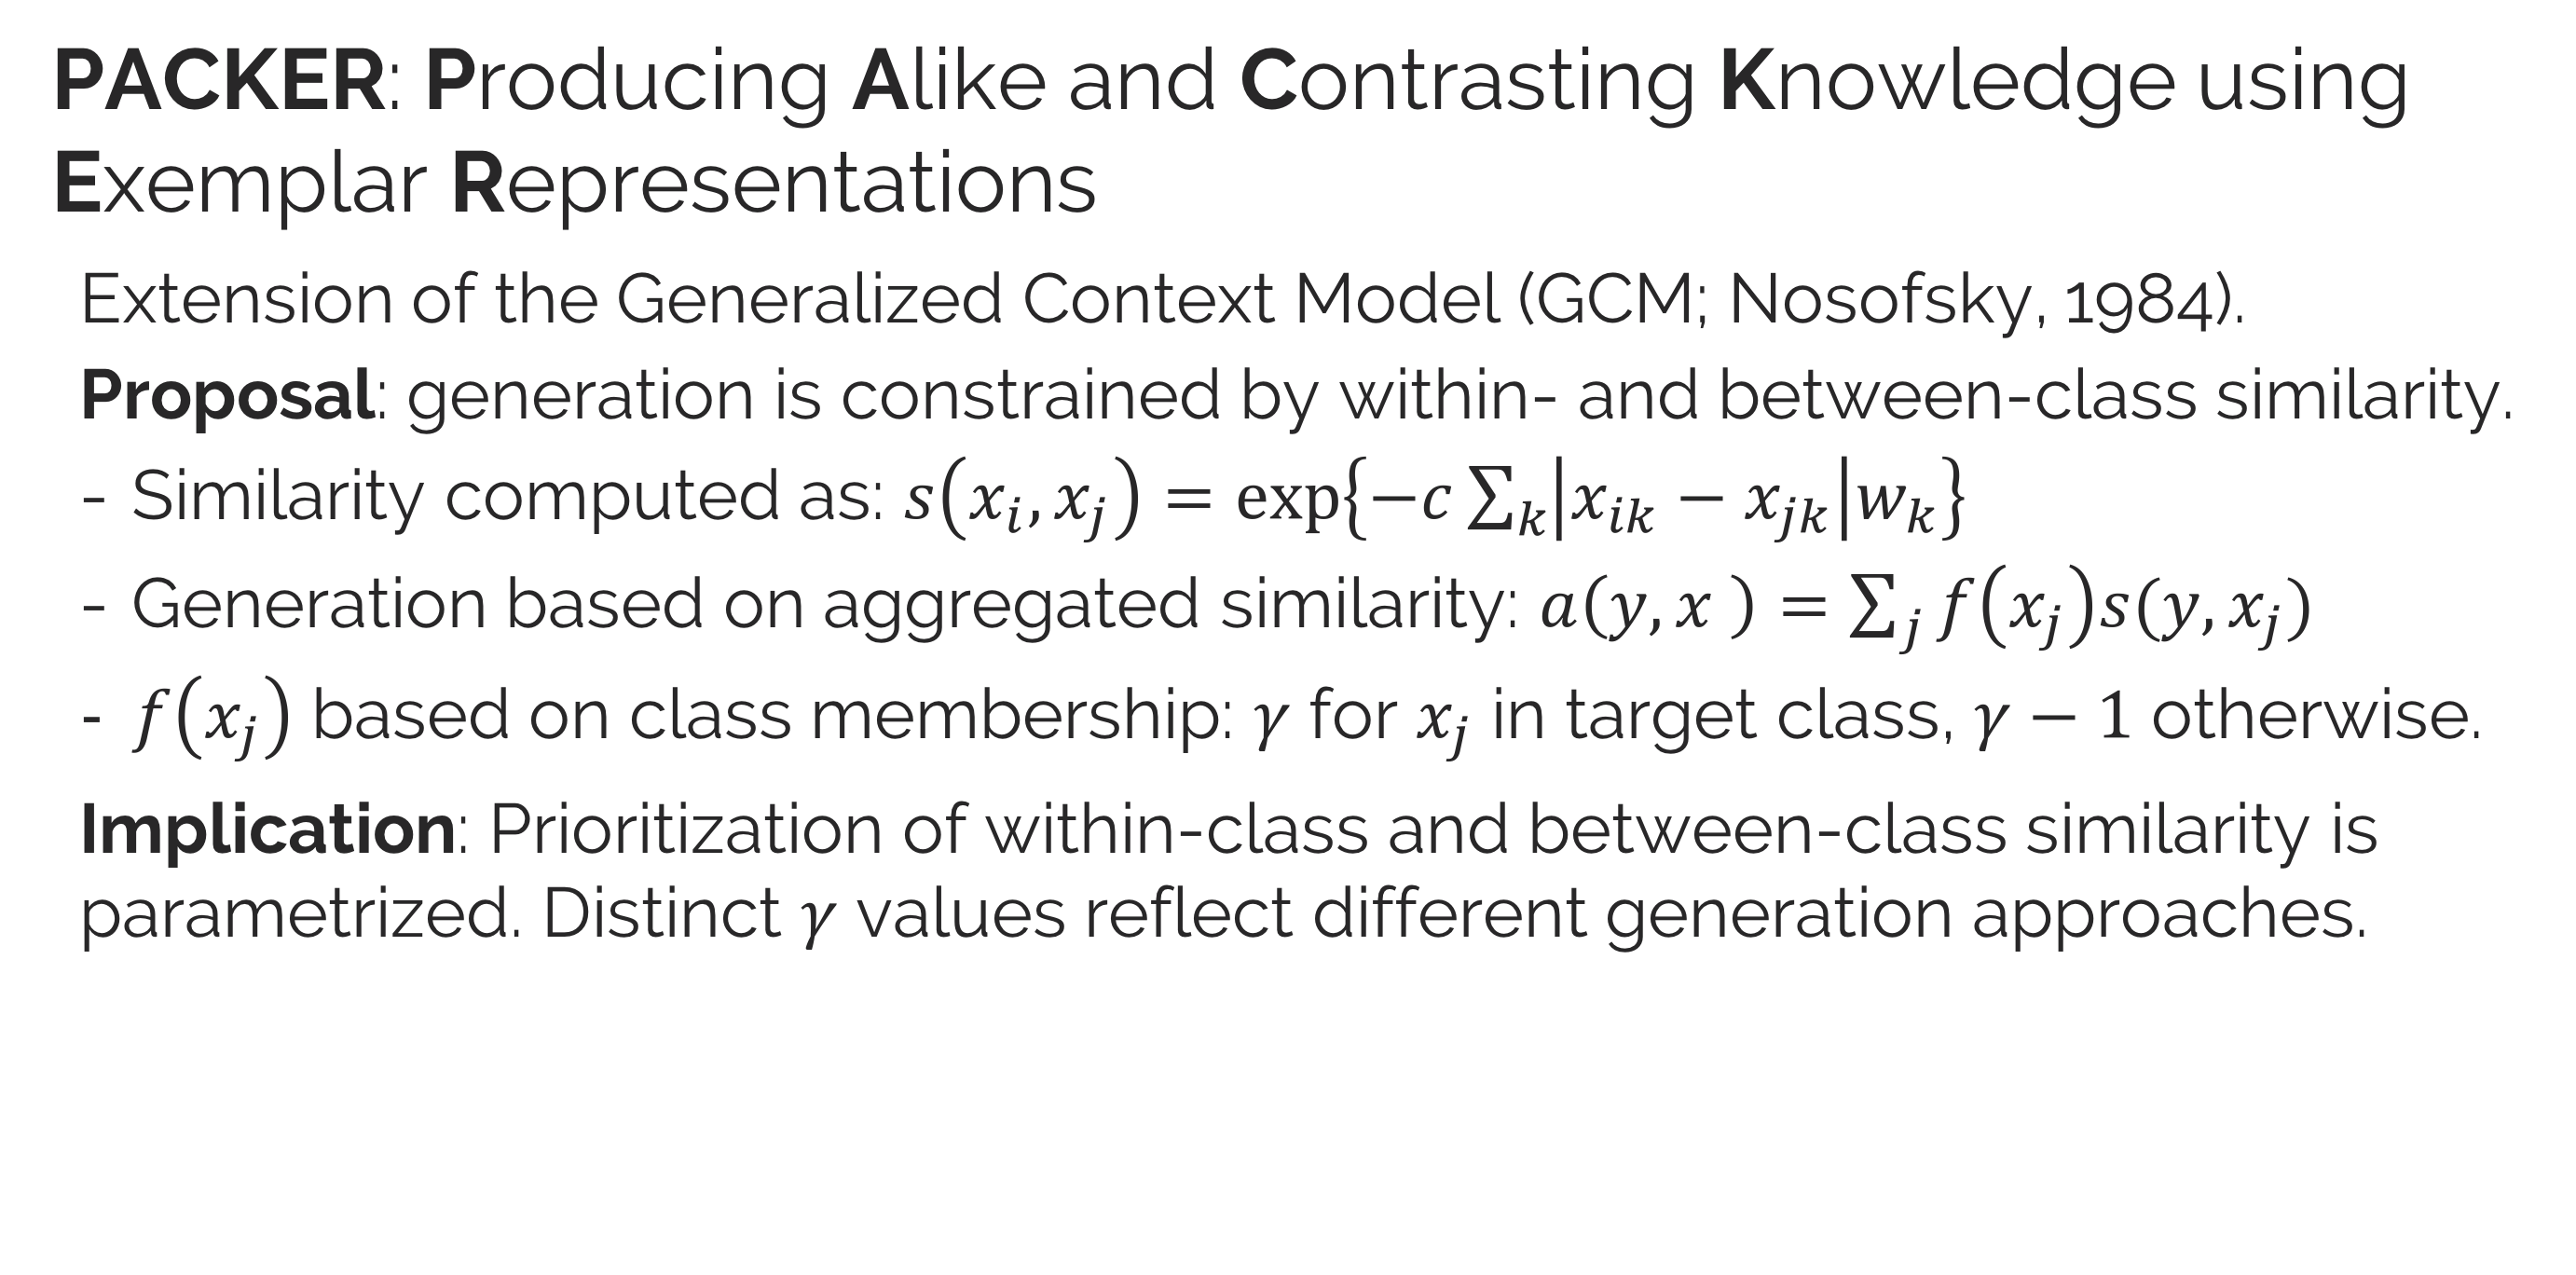 PACKER: Producing Alike and Contrasting Knowledge using
Exemplar Representations
Extension of the Generalized Context Model (GCM; Nosofsky, 1984).
Proposal: generation is constrained by within- and between-class similarity.
- Similarity computed as: s(x_i, x_j) = exp{−c ∑_k|x_ik − x_jk|w_k}
- Generation based on aggregated similarity: a(y, x ) = ∑_j f(x_j)s(y, x_j)
- f(x_j) based on class membership: γ for x_j in target class, γ − 1 otherwise.
Implication: Prioritization of within-class and between-class similarity is
parametrized. Distinct γ values reflect different generation approaches.